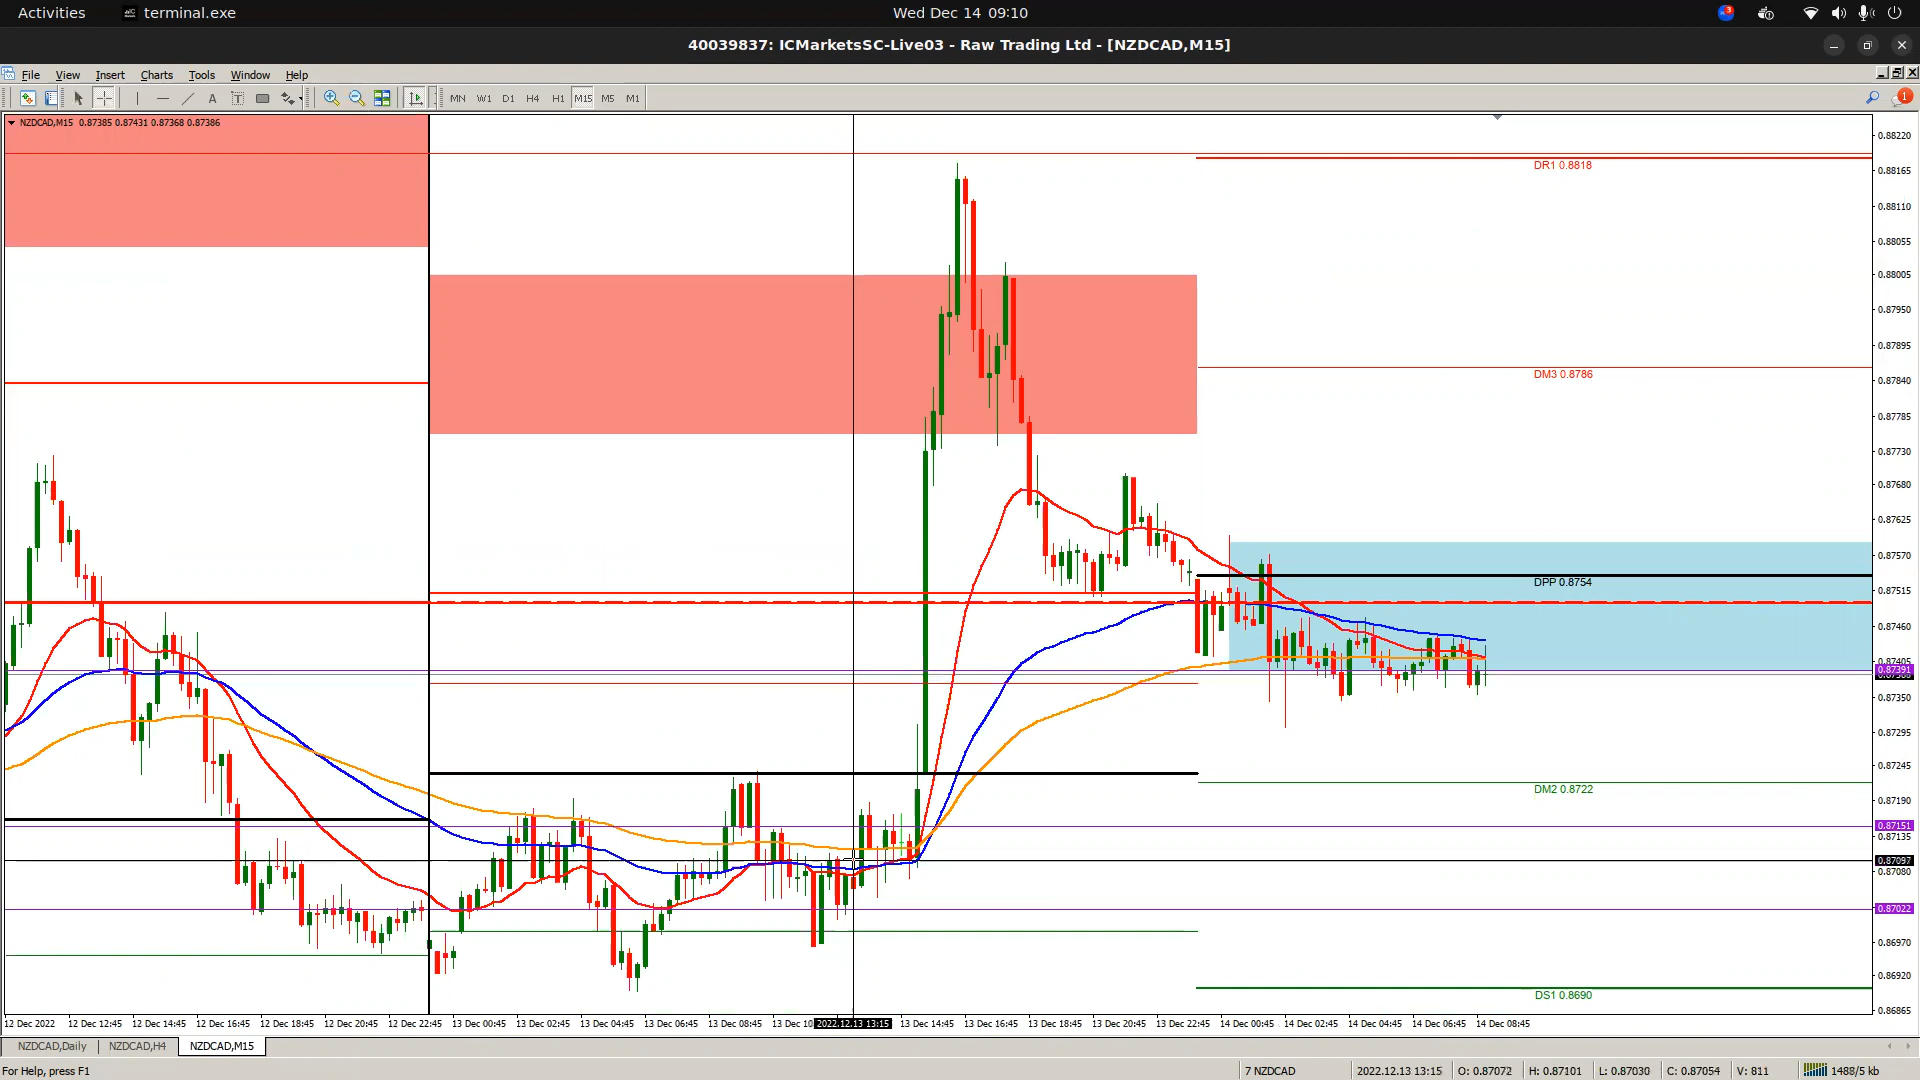 Activities
terminal.exe
Wed Dec 14 09:10
3
40039837: ICMarketsSC-Live03 - Raw Trading Ltd - [NZDCAD,M15]
File View Insert Charts Tools Window Help
A T MN W1 D1 H4 H1 M15 M5 M1
1
NZDCAD,M15 0.87385 0.87431 0.87368 0.87386
0.88220
DR1 0.8818
0.88165
0.88110
0.88055
0.88005
0.87950
0.87895
DM3 0.8786
0.87840
0.87785
0.87730
0.87680
0.87625
0.87570
DPP 0.8754
0.87515
0.87460
0.87405
0.87391
0.87350
0.87295
0.87245
DM2 0.8722
0.87190
0.87151
0.87135
0.87097
0.87080
0.87022
0.86970
0.86920
DS1 0.8690
0.86865
12 Dec 2022 12 Dec 12:45 12 Dec 14:45 12 Dec 16:45 12 Dec 18:45 12 Dec 20:45 12 Dec 22:45 13 Dec 00:45 13 Dec 02:45 13 Dec 04:45 13 Dec 06:45 13 Dec 08:45 13 Dec 10 2022.12.13 13:15 13 Dec 14:45 13 Dec 16:45 13 Dec 18:45 13 Dec 20:45 13 Dec 22:45 14 Dec 00:45 14 Dec 02:45 14 Dec 04:45 14 Dec 06:45 14 Dec 08:45
NZDCAD,Daily NZDCAD,H4 NZDCAD,M15
For Help, press F1
7 NZDCAD 2022.12.13 13:15 O: 0.87072 H: 0.87101 L: 0.87030 C: 0.87054 V: 811 1488/5 kb